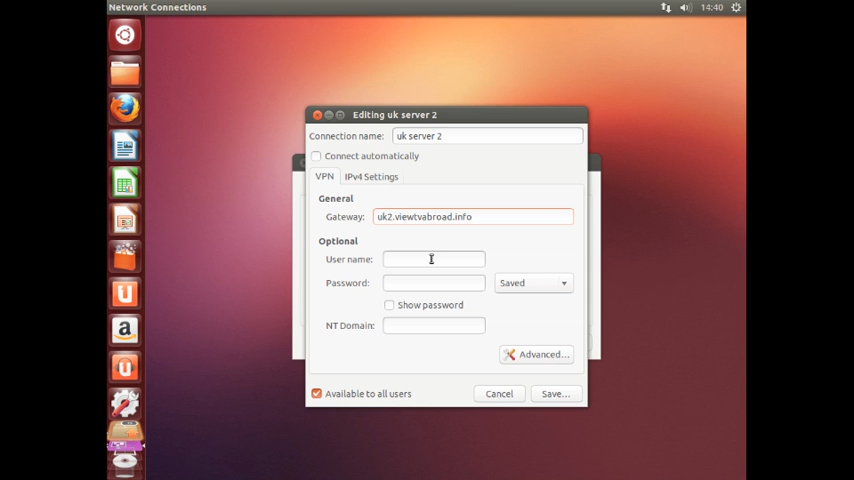 Network Connections 14:40
Editing uk server 2
Connection name: uk server 2
Connect automatically
VPN IPv4 Settings
General
Gateway: uk2.viewtvabroad.info
Optional
User name:
Password: Saved
Show password
NT Domain:
Advanced...
Available to all users Cancel Save...